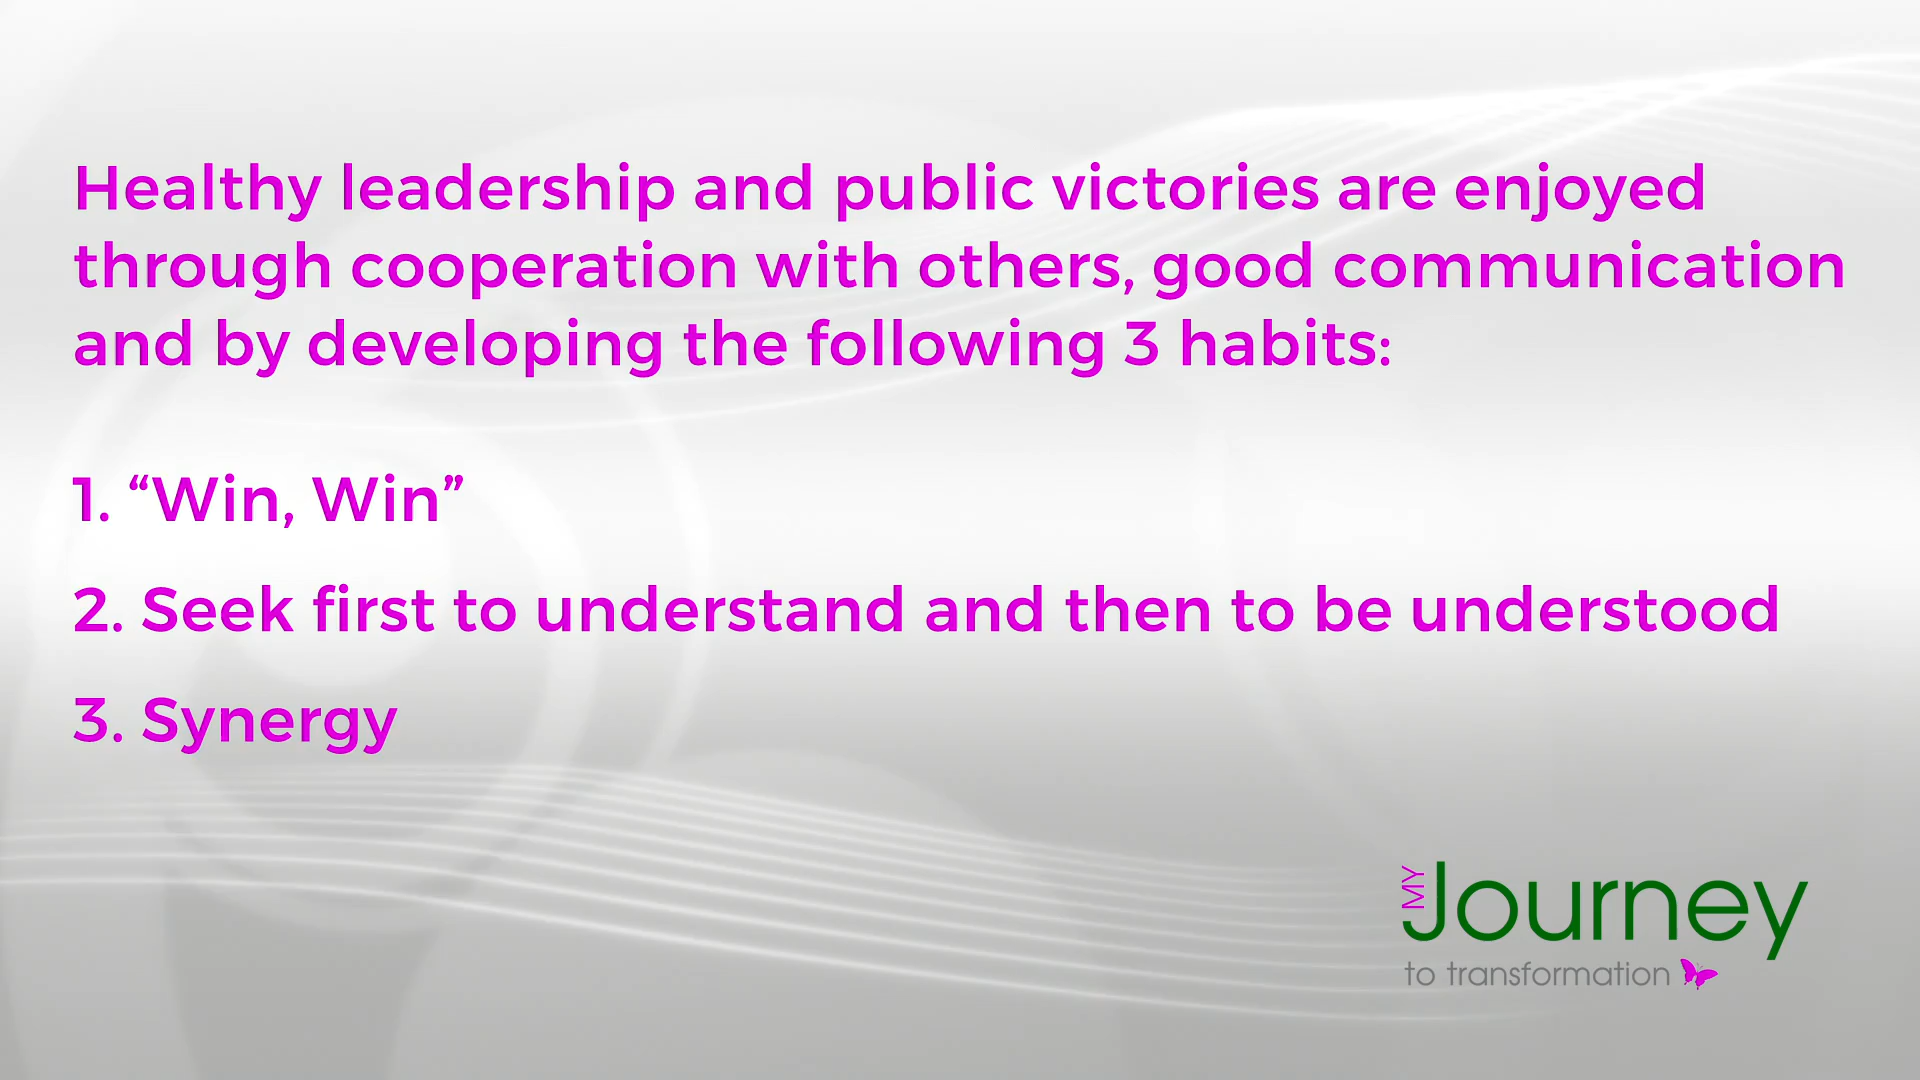 Healthy leadership and public victories are enjoyed
through cooperation with others, good communication
and by developing the following 3 habits:
1. “Win, Win”
2. Seek first to understand and then to be understood
3. Synergy
MY
Journey
to transformation